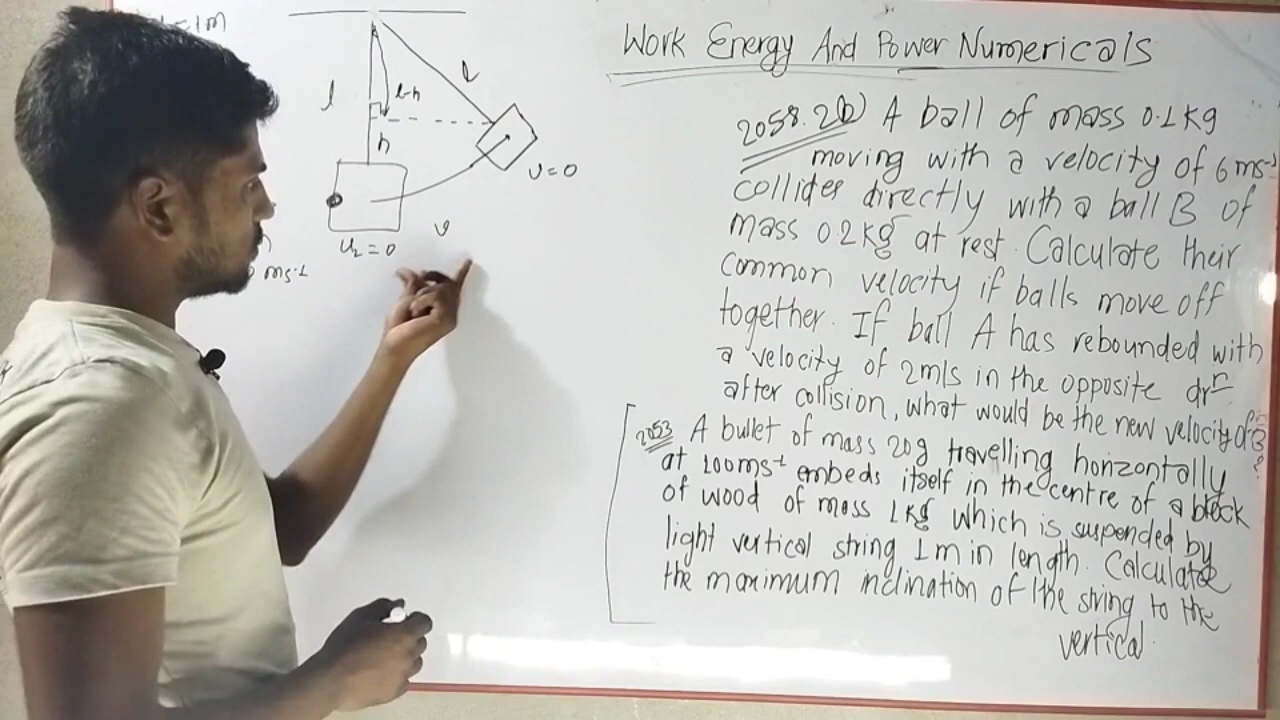 l=1m
l
l
l-h
h
v=0
u₂=0
v
ms⁻¹
Work Energy And Power Numericals
2058.2(b) A ball of mass 0.1kg
moving with a velocity of 6ms⁻¹
collides directly with a ball B of
mass 0.2kg at rest. Calculate their
common velocity if balls move off
together. If ball A has rebounded with
a velocity of 2m/s in the opposite dirⁿ
after collision, what would be the new velocity of B
?
2053 A bullet of mass 20g travelling horizontally
at 100ms⁻¹ embeds itself in the centre of a block
of wood of mass 1kg which is suspended by
light vertical string 1m in length. Calculate
the maximum inclination of the string to the
vertical.